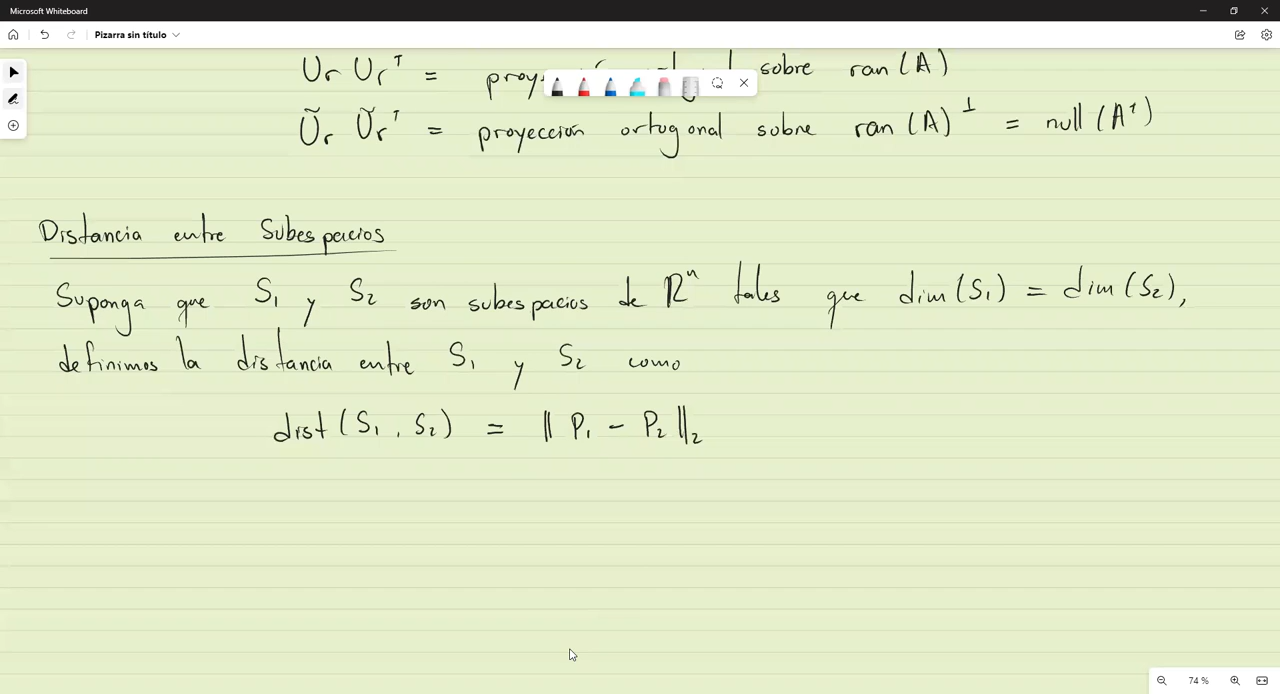 Microsoft Whiteboard
Pizarra sin título
Ur Ur^T = sobre ran(A)
Ũr Ũr^T = proyección ortogonal sobre ran(A)^⊥ = null(A^T)
Distancia entre Subespacios
Suponga que S₁ y S₂ son subespacios de ℝⁿ tales que dim(S₁) = dim(S₂),
definimos la distancia entre S₁ y S₂ como
dist(S₁, S₂) = ‖ P₁ - P₂ ‖₂
74 %